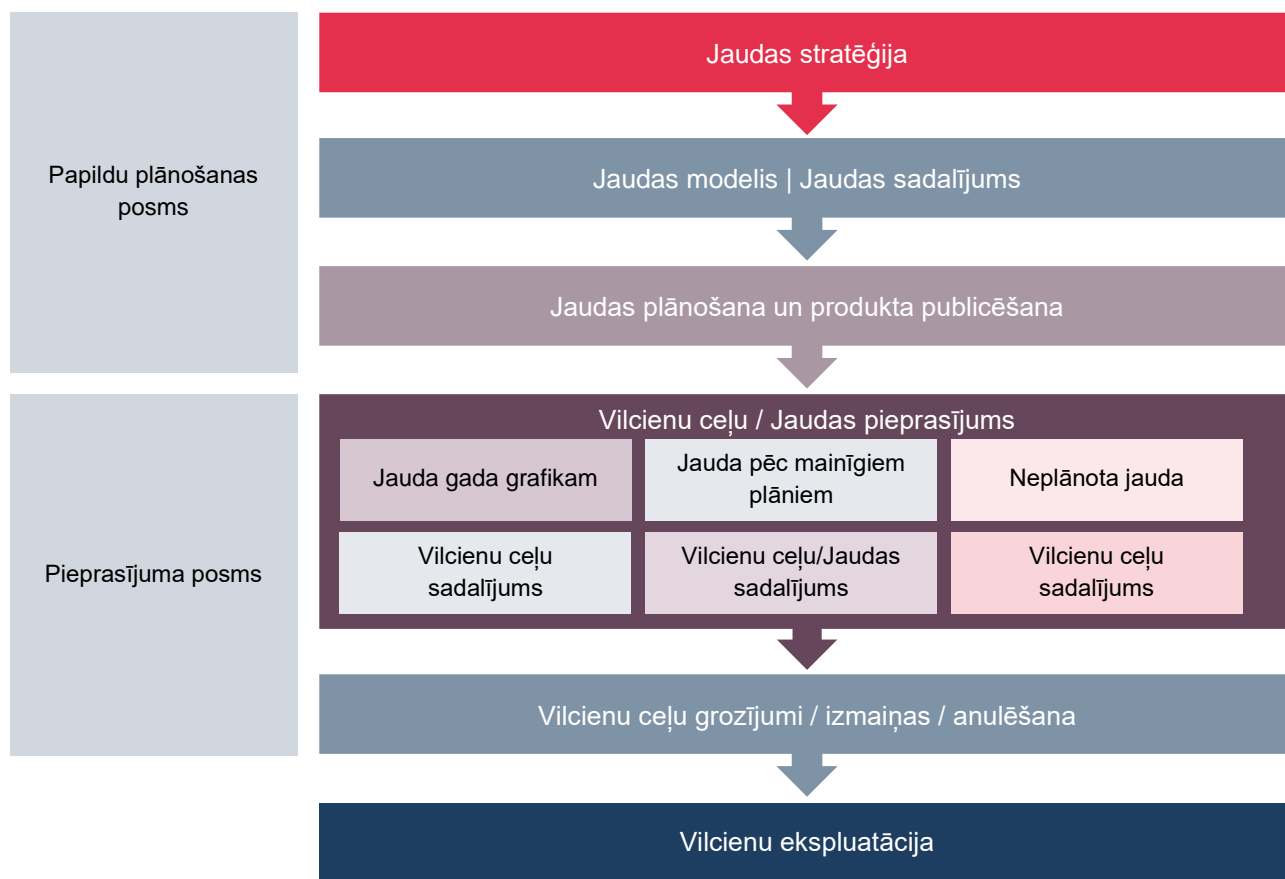 Jaudas stratēģija
Papildu plānošanas
posms
Jaudas modelis | Jaudas sadalījums
Jaudas plānošana un produkta publicēšana
Pieprasījuma posms
Vilcienu ceļu / Jaudas pieprasījums
Jauda gada grafikam
Jauda pēc mainīgiem
plāniem
Neplānota jauda
Vilcienu ceļu
sadalījums
Vilcienu ceļu/Jaudas
sadalījums
Vilcienu ceļu
sadalījums
Vilcienu ceļu grozījumi / izmaiņas / anulēšana
Vilcienu ekspluatācija